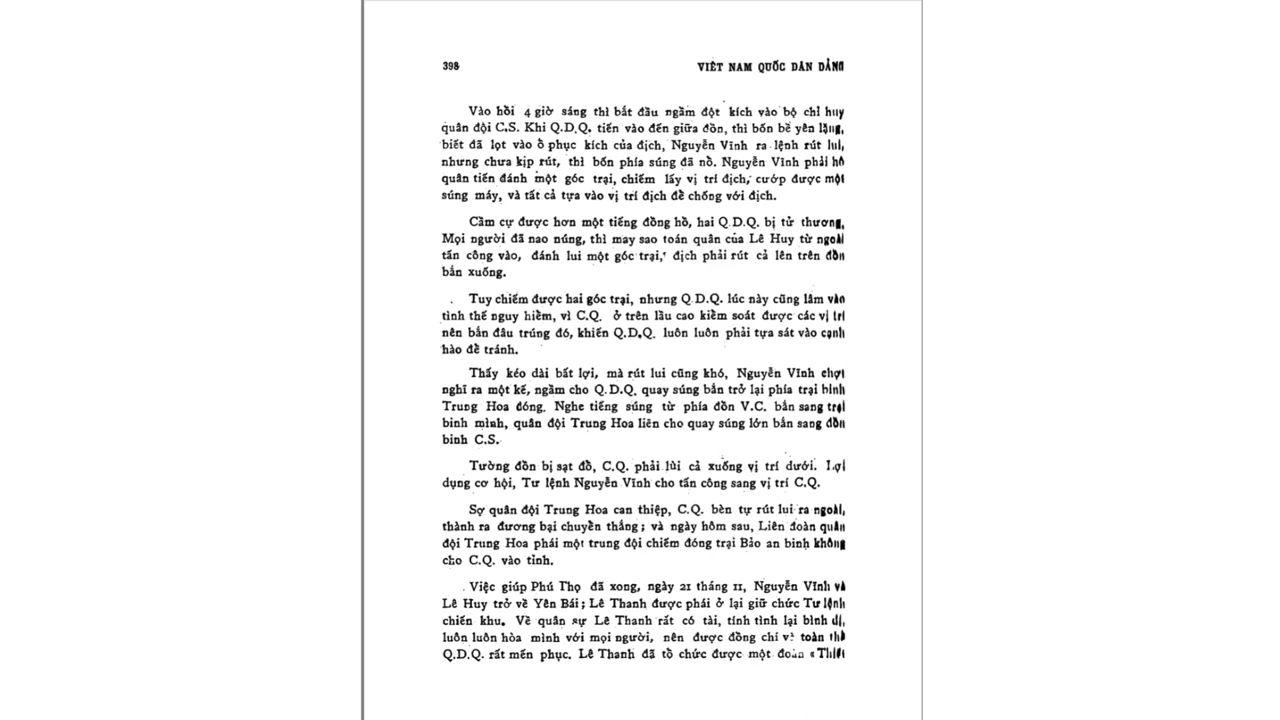 398
VIỆT NAM QUỐC DÂN ĐẢNG
Vào hồi 4 giờ sáng thì bắt đầu ngầm đột kích vào bộ chỉ huy
quân đội C.S. Khi Q.D.Q. tiến vào đến giữa đồn, thì bốn bề yên lặng,
biết đã lọt vào ổ phục kích của địch, Nguyễn Vĩnh ra lệnh rút lui,
nhưng chưa kịp rút, thì bốn phía súng đã nổ. Nguyễn Vĩnh phải hô
quân tiến đánh một góc trại, chiếm lấy vị trí địch, cướp được một
súng máy, và tất cả tựa vào vị trí địch để chống với địch.
Cầm cự được hơn một tiếng đồng hồ, hai Q.D.Q. bị tử thương.
Mọi người đã nao núng, thì may sao toán quân của Lê Huy từ ngoài
tấn công vào, đánh lui một góc trại, địch phải rút cả lên trên đồn
bắn xuống.
Tuy chiếm được hai góc trại, nhưng Q.D.Q. lúc này cũng lâm vào
tình thế nguy hiểm, vì C.Q. ở trên lầu cao kiểm soát được các vị trí
nên bắn đâu trúng đó, khiến Q.D.Q. luôn luôn phải tựa sát vào cạnh
hào để tránh.
Thấy kéo dài bất lợi, mà rút lui cũng khó, Nguyễn Vĩnh chợt
nghĩ ra một kế, ngầm cho Q.D.Q. quay súng bắn trở lại phía trại binh
Trung Hoa đóng. Nghe tiếng súng từ phía đồn V.C. bắn sang trại
binh mình, quân đội Trung Hoa liên cho quay súng lớn bắn sang đồn
binh C.S.
Tường đồn bị sạt đổ, C.Q. phải lùi cả xuống vị trí dưới. Lợi
dụng cơ hội, Tư lệnh Nguyễn Vĩnh cho tấn công sang vị trí C.Q.
Sợ quân đội Trung Hoa can thiệp, C.Q. bèn tự rút lui ra ngoài,
thành ra đương bại chuyển thắng ; và ngày hôm sau, Liên đoàn quân
đội Trung Hoa phái một trung đội chiếm đóng trại Bảo an binh không
cho C.Q. vào tỉnh.
Việc giúp Phú Thọ đã xong, ngày 21 tháng 11, Nguyễn Vĩnh và
Lê Huy trở về Yên Bái ; Lê Thanh được phái ở lại giữ chức Tư lệnh
chiến khu. Về quân sự Lê Thanh rất có tài, tính tình lại bình dị,
luôn luôn hòa mình với mọi người, nên được đồng chí và toàn thể
Q.D.Q. rất mến phục. Lê Thanh đã tổ chức được một đoàn « Thiết